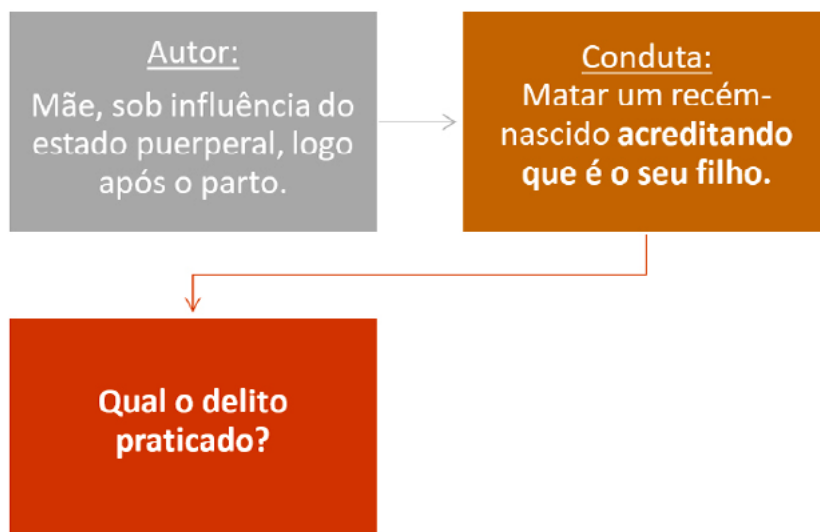 Autor:
Mãe, sob influência do
estado puerperal, logo
após o parto.
Conduta:
Matar um recém-
nascido acreditando
que é o seu filho.
Qual o delito
praticado?